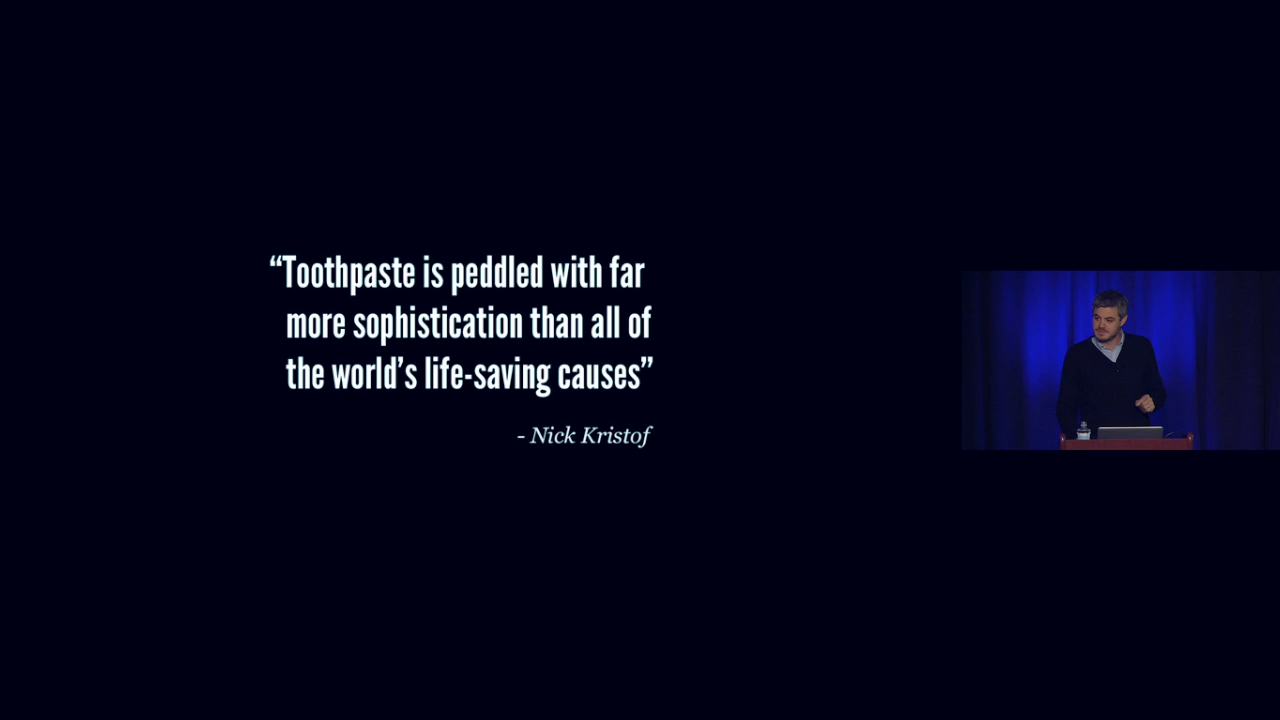 “Toothpaste is peddled with far
more sophistication than all of
the world’s life-saving causes”
- Nick Kristof